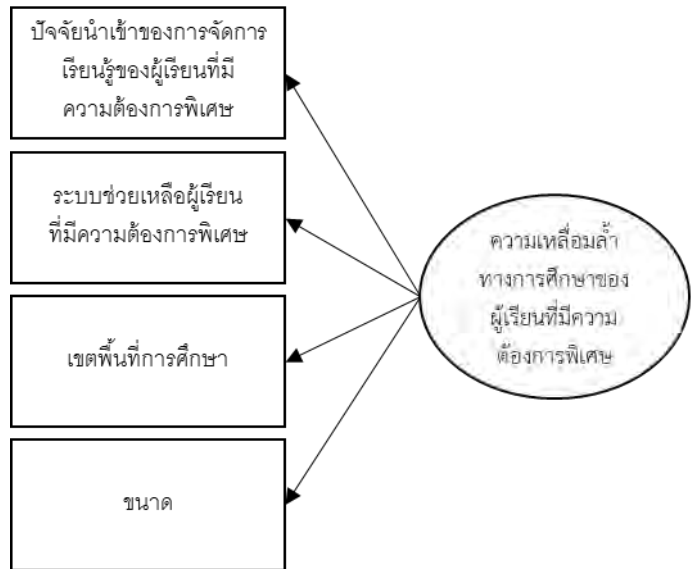 ปัจจัยนำเข้าของการจัดการ
เรียนรู้ของผู้เรียนที่มี
ความต้องการพิเศษ
ระบบช่วยเหลือผู้เรียน
ที่มีความต้องการพิเศษ
เขตพื้นที่การศึกษา
ขนาด
ความเหลื่อมล้ำ
ทางการศึกษาของ
ผู้เรียนที่มีความ
ต้องการพิเศษ